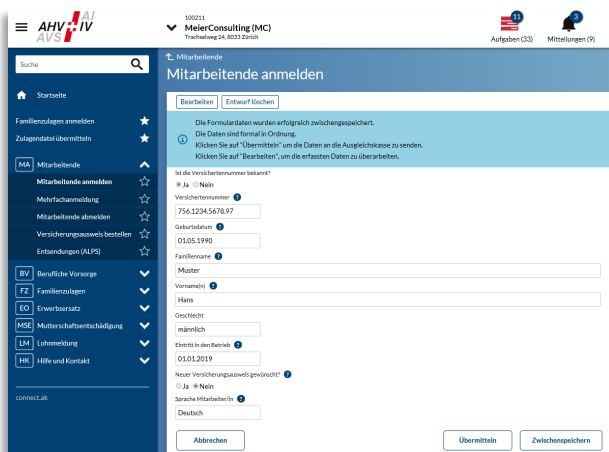 AHV IV
AVS AI
100211
MeierConsulting (MC)
Trachselweg 24, 8033 Zürich
11
Aufgaben (33)
3
Mitteilungen (9)
Suche
Startseite
Familienzulagen anmelden
Zulagendatei übermitteln
MA Mitarbeitende
Mitarbeitende anmelden
Mehrfachanmeldung
Mitarbeitende abmelden
Versicherungsausweis bestellen
Entsendungen (ALPS)
BV Berufliche Vorsorge
FZ Familienzulagen
EO Erwerbsersatz
MSE Mutterschaftsentschädigung
LM Lohnmeldung
HK Hilfe und Kontakt
connect.ak
Mitarbeitende
Mitarbeitende anmelden
Bearbeiten Entwurf löschen
Die Formulardaten wurden erfolgreich zwischengespeichert.
Die Daten sind formal in Ordnung.
Klicken Sie auf "Übermitteln" um die Daten an die Ausgleichskasse zu senden.
Klicken Sie auf "Bearbeiten", um die erfassten Daten zu überarbeiten.
Ist die Versichertennummer bekannt?
Ja Nein
Versichertennummer ?
756.1234.5678.97
Geburtsdatum ?
01.05.1990
Familienname ?
Muster
Vorname(n) ?
Hans
Geschlecht
männlich
Eintritt in den Betrieb ?
01.01.2019
Neuer Versicherungsausweis gewünscht? ?
Ja Nein
Sprache Mitarbeiter/in ?
Deutsch
Abbrechen Übermitteln Zwischenspeichern